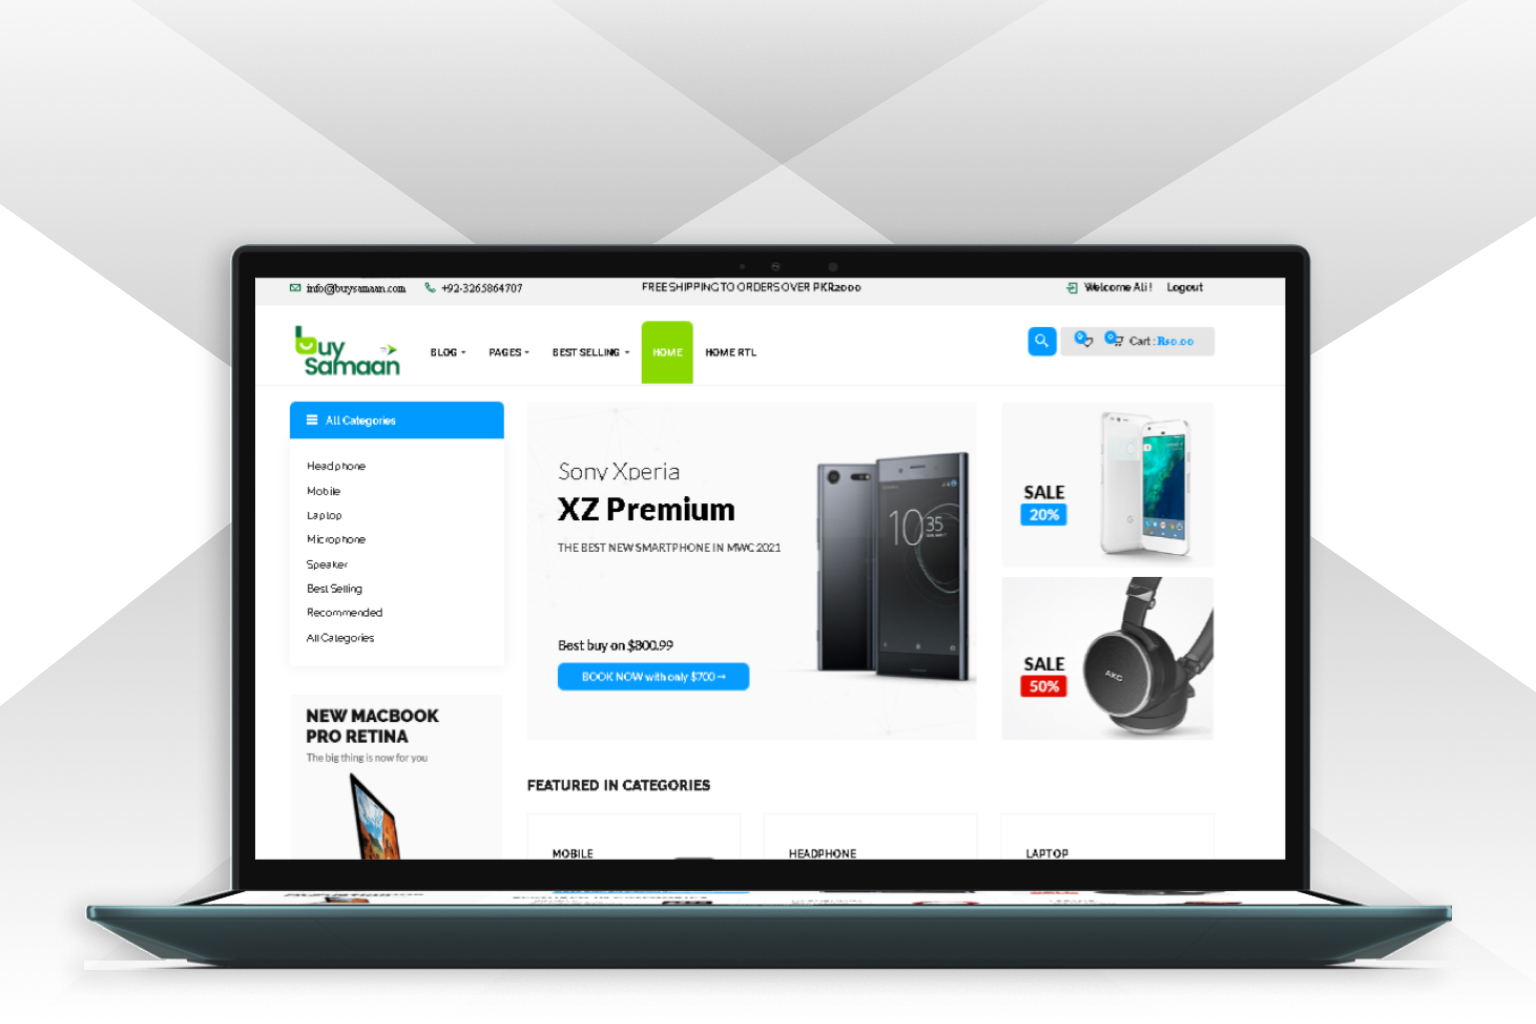 info@buysamaan.com
+92-3265864707
FREE SHIPPING TO ORDERS OVER PKR2000
Welcome Ali !
Logout
buy
Samaan
BLOG
PAGES
BEST SELLING
HOME
HOME RTL
Cart : Rs0.00
All Categories
Headphone
Mobile
Laptop
Microphone
Speaker
Best Selling
Recommended
All Categories
NEW MACBOOK
PRO RETINA
The big thing is now for you
Sony Xperia
XZ Premium
THE BEST NEW SMARTPHONE IN MWC 2021
10 35
Best buy on $800.99
BOOK NOW with only $700 →
SALE
20%
G
SALE
50%
AKG
FEATURED IN CATEGORIES
MOBILE
HEADPHONE
LAPTOP